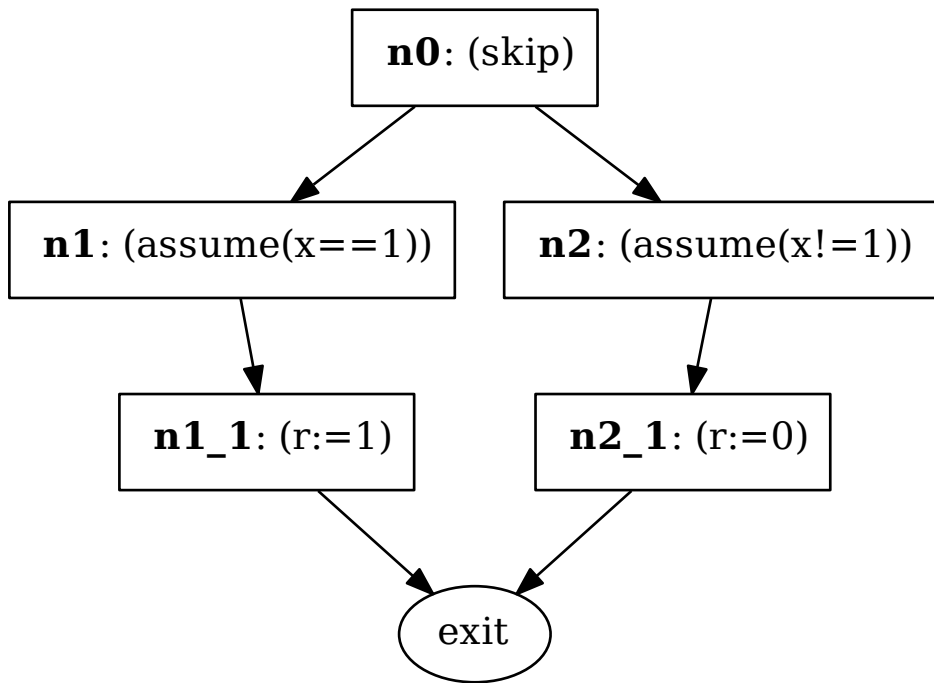 n0: (skip)
n1: (assume(x==1))
n2: (assume(x!=1))
n1_1: (r:=1)
n2_1: (r:=0)
exit